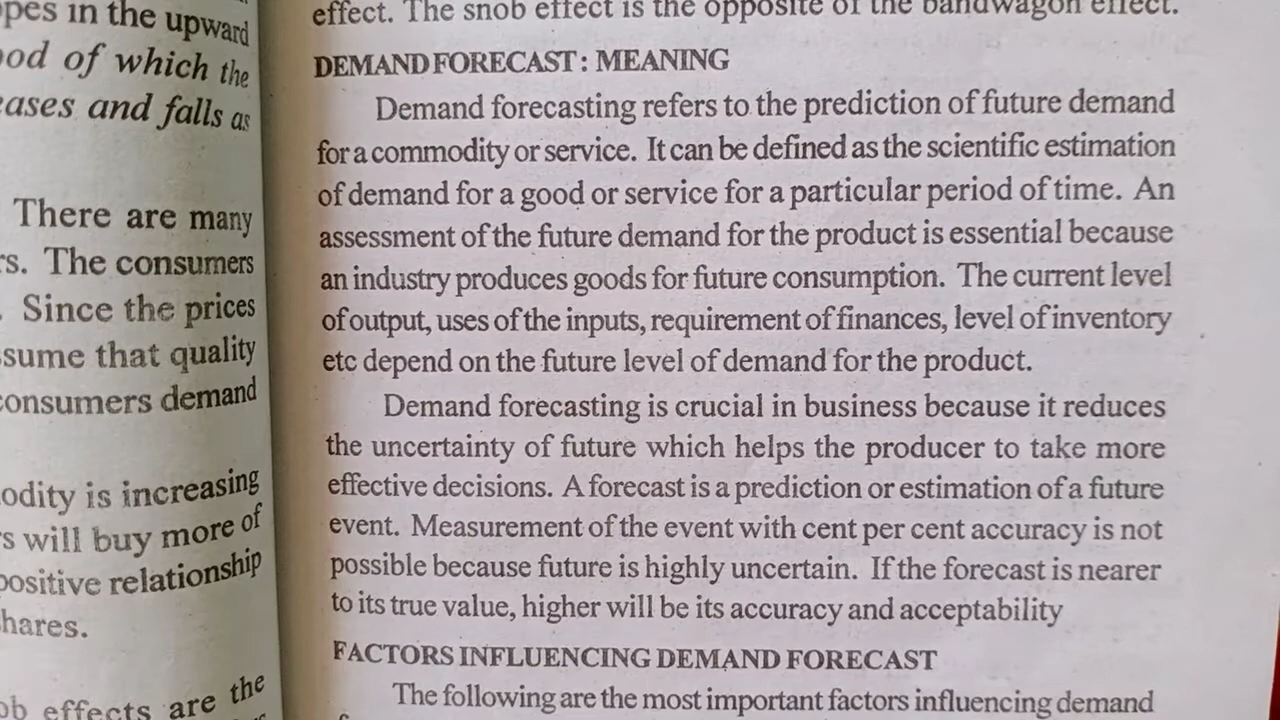 opes in the upward
ood of which the
eases and falls as
There are many
rs. The consumers
. Since the prices
ssume that quality
consumers demand
odity is increasing
s will buy more of
positive relationship
hares.
ob effects are the
effect. The snob effect is the opposite of the bandwagon effect.
DEMAND FORECAST : MEANING
Demand forecasting refers to the prediction of future demand
for a commodity or service. It can be defined as the scientific estimation
of demand for a good or service for a particular period of time. An
assessment of the future demand for the product is essential because
an industry produces goods for future consumption. The current level
of output, uses of the inputs, requirement of finances, level of inventory
etc depend on the future level of demand for the product.
Demand forecasting is crucial in business because it reduces
the uncertainty of future which helps the producer to take more
effective decisions. A forecast is a prediction or estimation of a future
event. Measurement of the event with cent per cent accuracy is not
possible because future is highly uncertain. If the forecast is nearer
to its true value, higher will be its accuracy and acceptability
FACTORS INFLUENCING DEMAND FORECAST
The following are the most important factors influencing demand